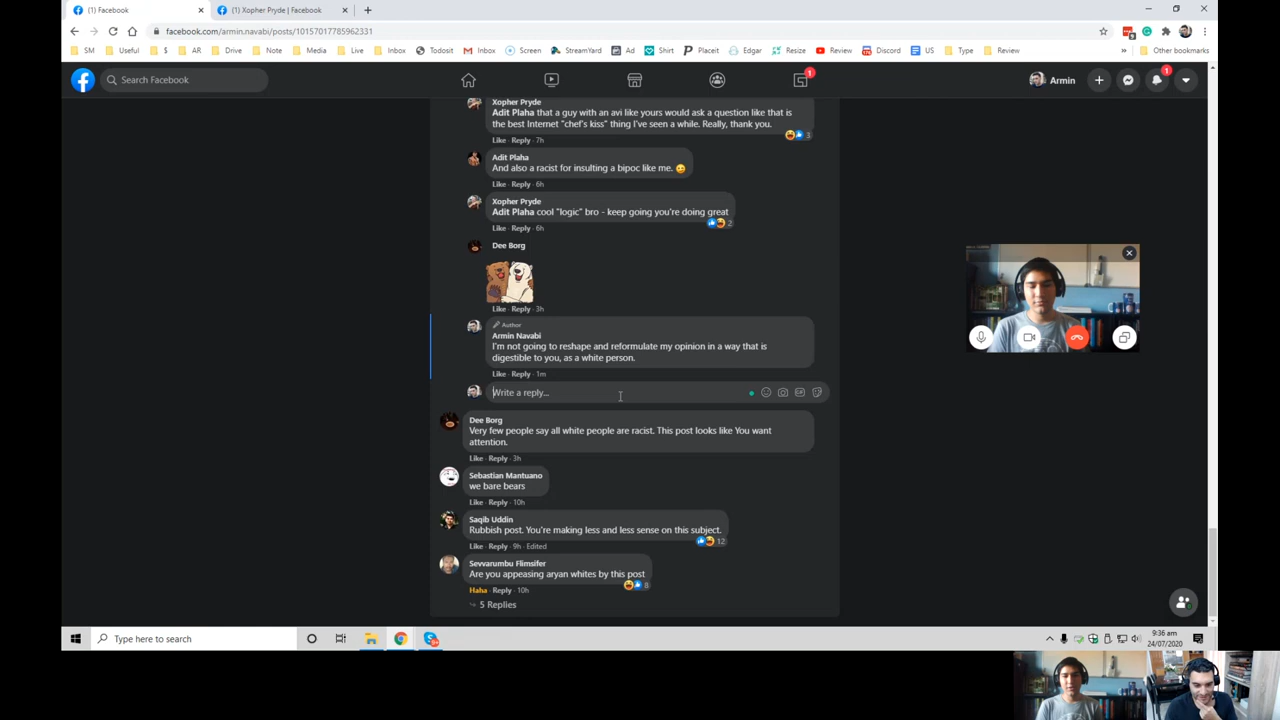 (1) Facebook
(1) Xopher Pryde | Facebook
facebook.com/armin.navabi/posts/10157017785962331
SM Useful $ AR Drive Note Media Live Inbox Todosit Inbox Screen StreamYard Ad Shirt Placeit Edgar Resize Review Discord US Type Review » Other bookmarks
Search Facebook
1
Armin
1
Xopher Pryde
Adit Plaha that a guy with an avi like yours would ask a question like that is
the best Internet "chef's kiss" thing I've seen a while. Really, thank you.
3
Like · Reply · 7h
Adit Plaha
And also a racist for insulting a bipoc like me.
Like · Reply · 6h
Xopher Pryde
Adit Plaha cool "logic" bro - keep going you're doing great
2
Like · Reply · 6h
Dee Borg
Like · Reply · 3h
Author
Armin Navabi
I'm not going to reshape and reformulate my opinion in a way that is
digestible to you, as a white person.
Like · Reply · 1m
Write a reply...
GIF
Dee Borg
Very few people say all white people are racist. This post looks like You want
attention.
Like · Reply · 3h
Sebastian Mantuano
we bare bears
Like · Reply · 10h
Saqib Uddin
Rubbish post. You're making less and less sense on this subject.
12
Like · Reply · 9h · Edited
Sevvarumbu Flimsifer
Are you appeasing aryan whites by this post
8
Haha · Reply · 10h
5 Replies
Type here to search
9:36 am
24/07/2020